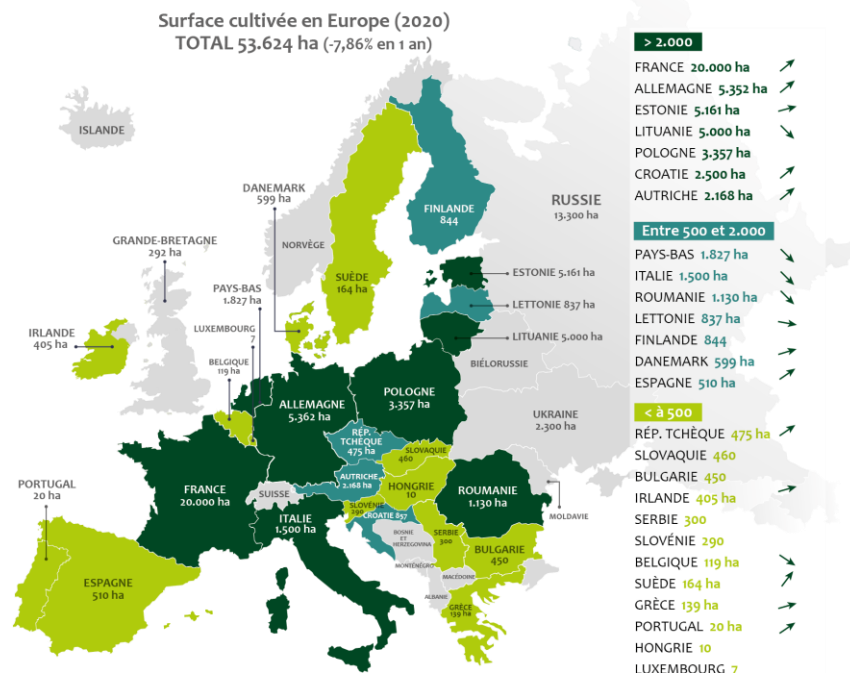 Surface cultivée en Europe (2020)
TOTAL 53.624 ha (-7,86% en 1 an)
ISLANDE
DANEMARK
599 ha
GRANDE-BRETAGNE
292 ha
NORVÈGE
FINLANDE
844
RUSSIE
13.300 ha
SUÈDE
164 ha
PAYS-BAS
1.827 ha
ESTONIE 5.161 ha
LETTONIE 837 ha
LITUANIE 5.000 ha
IRLANDE
405 ha
LUXEMBOURG
7
BELGIQUE
119 ha
BIÉLORUSSIE
ALLEMAGNE
5.362 ha
POLOGNE
3.357 ha
UKRAINE
2.300 ha
RÉP.
TCHÈQUE
475 ha
SLOVAQUIE
460
AUTRICHE
2.168 ha
HONGRIE
10
PORTUGAL
20 ha
FRANCE
20.000 ha
SUISSE
ROUMANIE
1.130 ha
MOLDAVIE
SLOVÉNIE
290
CROATIE 857
ITALIE
1.500 ha
BOSNIE
ET
HERZEGOVINA
SERBIE
300
BULGARIE
450
MONTÉNÉGRO
MACÉDOINE
ALBANIE
ESPAGNE
510 ha
GRÈCE
139 ha
> 2.000
FRANCE 20.000 ha
ALLEMAGNE 5.352 ha
ESTONIE 5.161 ha
LITUANIE 5.000 ha
POLOGNE 3.357 ha
CROATIE 2.500 ha
AUTRICHE 2.168 ha
Entre 500 et 2.000
PAYS-BAS 1.827 ha
ITALIE 1.500 ha
ROUMANIE 1.130 ha
LETTONIE 837 ha
FINLANDE 844
DANEMARK 599 ha
ESPAGNE 510 ha
< à 500
RÉP. TCHÈQUE 475 ha
SLOVAQUIE 460
BULGARIE 450
IRLANDE 405 ha
SERBIE 300
SLOVÉNIE 290
BELGIQUE 119 ha
SUÈDE 164 ha
GRÈCE 139 ha
PORTUGAL 20 ha
HONGRIE 10
LUXEMBOURG 7